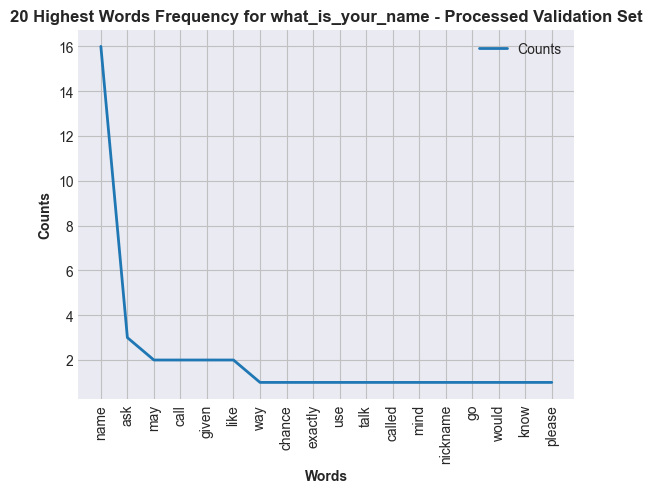 20 Highest Words Frequency for what_is_your_name - Processed Validation Set
Counts
16
14
12
10
8
6
4
2
Counts
name
ask
may
call
given
like
way
chance
exactly
use
talk
called
mind
nickname
go
would
know
please
Words